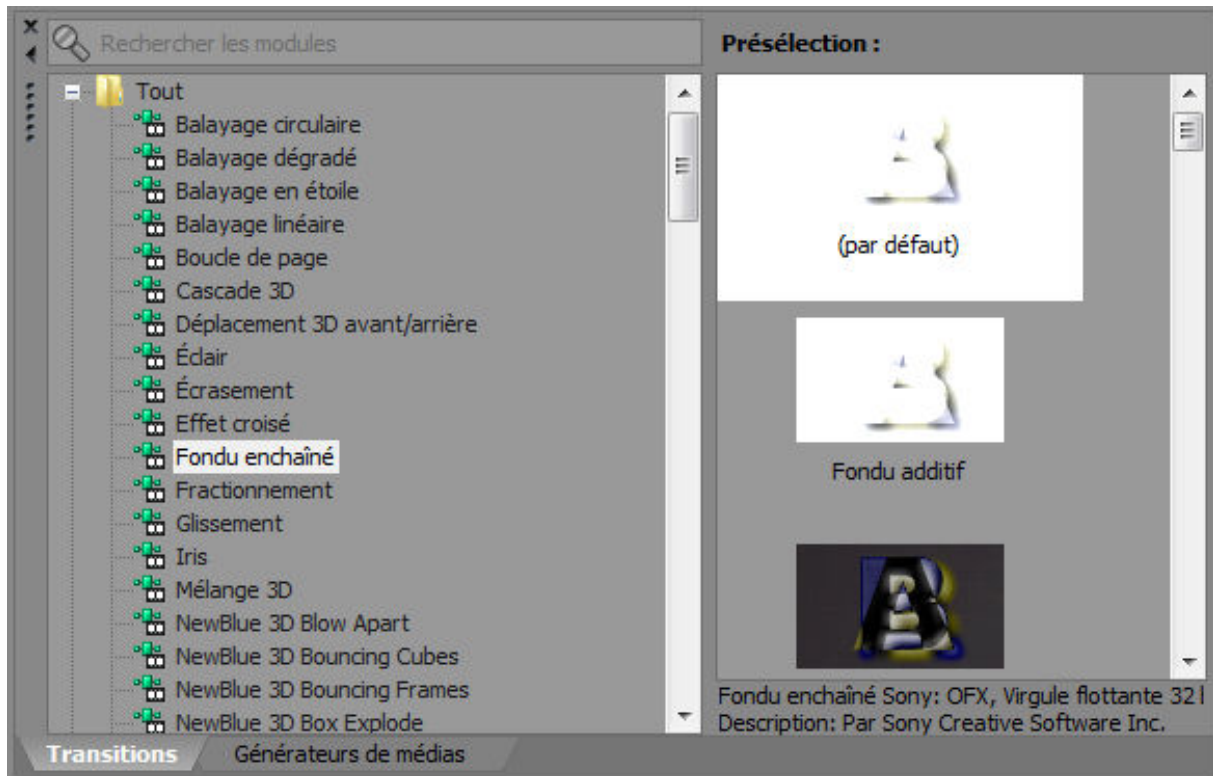 Rechercher les modules
Présélection :
Tout
Balayage circulaire
Balayage dégradé
Balayage en étoile
Balayage linéaire
Boucle de page
Cascade 3D
Déplacement 3D avant/arrière
Éclair
Écrasement
Effet croisé
Fondu enchaîné
Fractionnement
Glissement
Iris
Mélange 3D
NewBlue 3D Blow Apart
NewBlue 3D Bouncing Cubes
NewBlue 3D Bouncing Frames
NewBlue 3D Box Explode
(par défaut)
Fondu additif
Fondu enchaîné Sony: OFX, Virgule flottante 32
Description: Par Sony Creative Software Inc.
Transitions
Générateurs de médias